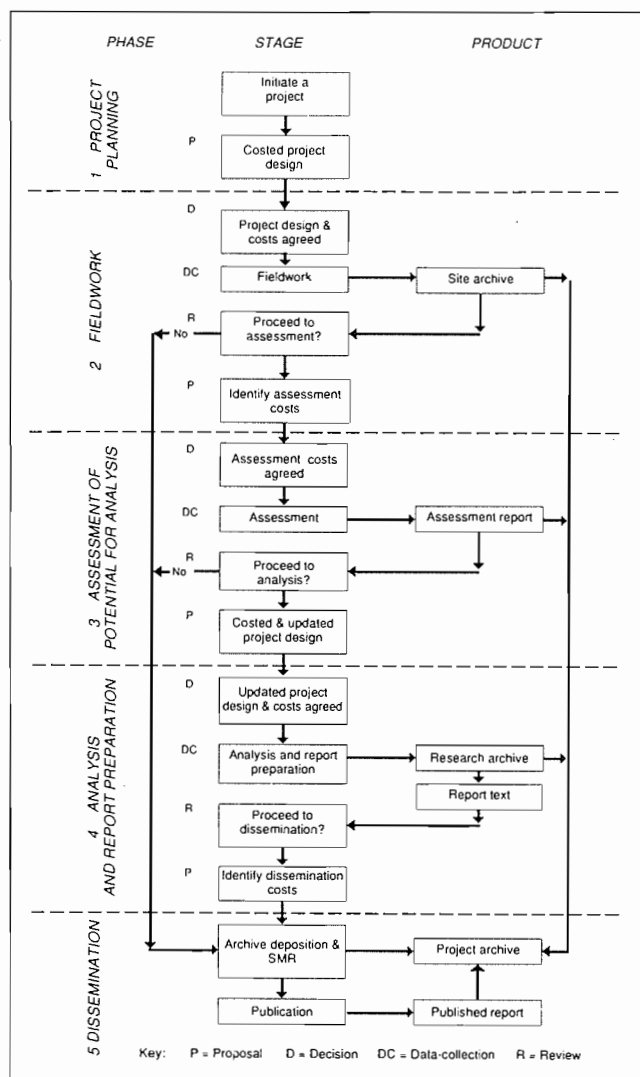 PHASE STAGE PRODUCT
1 PROJECT
PLANNING
Initiate a
project
P
Costed project
design
2 FIELDWORK
D
Project design &
costs agreed
DC
Fieldwork
Site archive
R
No
Proceed to
assessment?
P
Identify assessment
costs
3 ASSESSMENT OF
POTENTIAL FOR ANALYSIS
D
Assessment costs
agreed
DC
Assessment
Assessment report
R
No
Proceed to
analysis?
P
Costed & updated
project design
4 ANALYSIS
AND REPORT PREPARATION
D
Updated project
design & costs agreed
DC
Analysis and report
preparation
Research archive
Report text
R
Proceed to
dissemination?
P
Identify dissemination
costs
5 DISSEMINATION
Archive deposition &
SMR
Project archive
Publication
Published report
Key: P = Proposal D = Decision DC = Data-collection R = Review